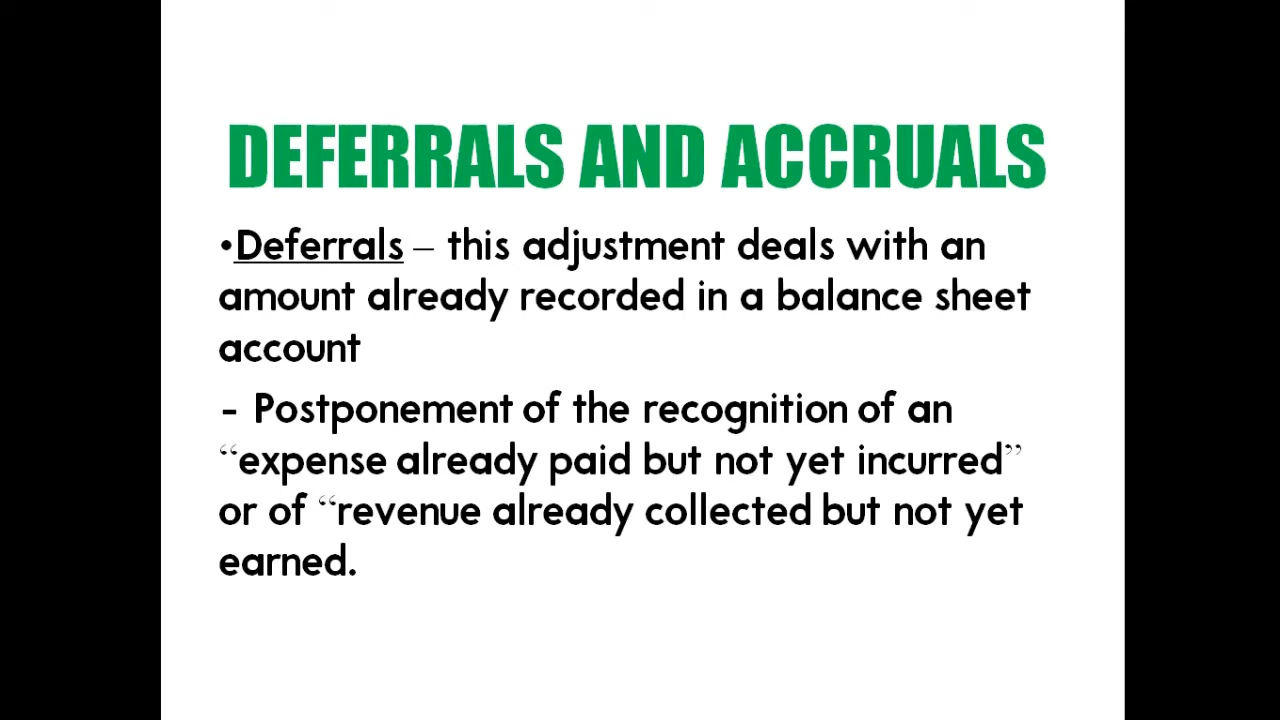 DEFERRALS AND ACCRUALS
•Deferrals – this adjustment deals with an
amount already recorded in a balance sheet
account
- Postponement of the recognition of an
“expense already paid but not yet incurred”
or of “revenue already collected but not yet
earned.